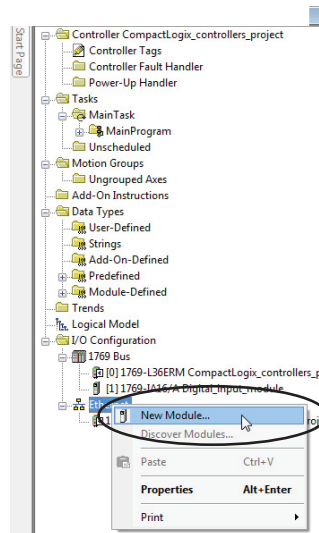 Start Page
Controller CompactLogix_controllers_project
Controller Tags
Controller Fault Handler
Power-Up Handler
Tasks
MainTask
MainProgram
Unscheduled
Motion Groups
Ungrouped Axes
Add-On Instructions
Data Types
User-Defined
Strings
Add-On-Defined
Predefined
Module-Defined
Trends
Logical Model
I/O Configuration
1769 Bus
[0] 1769-L36ERM CompactLogix_controllers_p
[1] 1769-IA16/A Digital_input_module
New Module...
Discover Modules...
Paste Ctrl+V
Properties Alt+Enter
Print